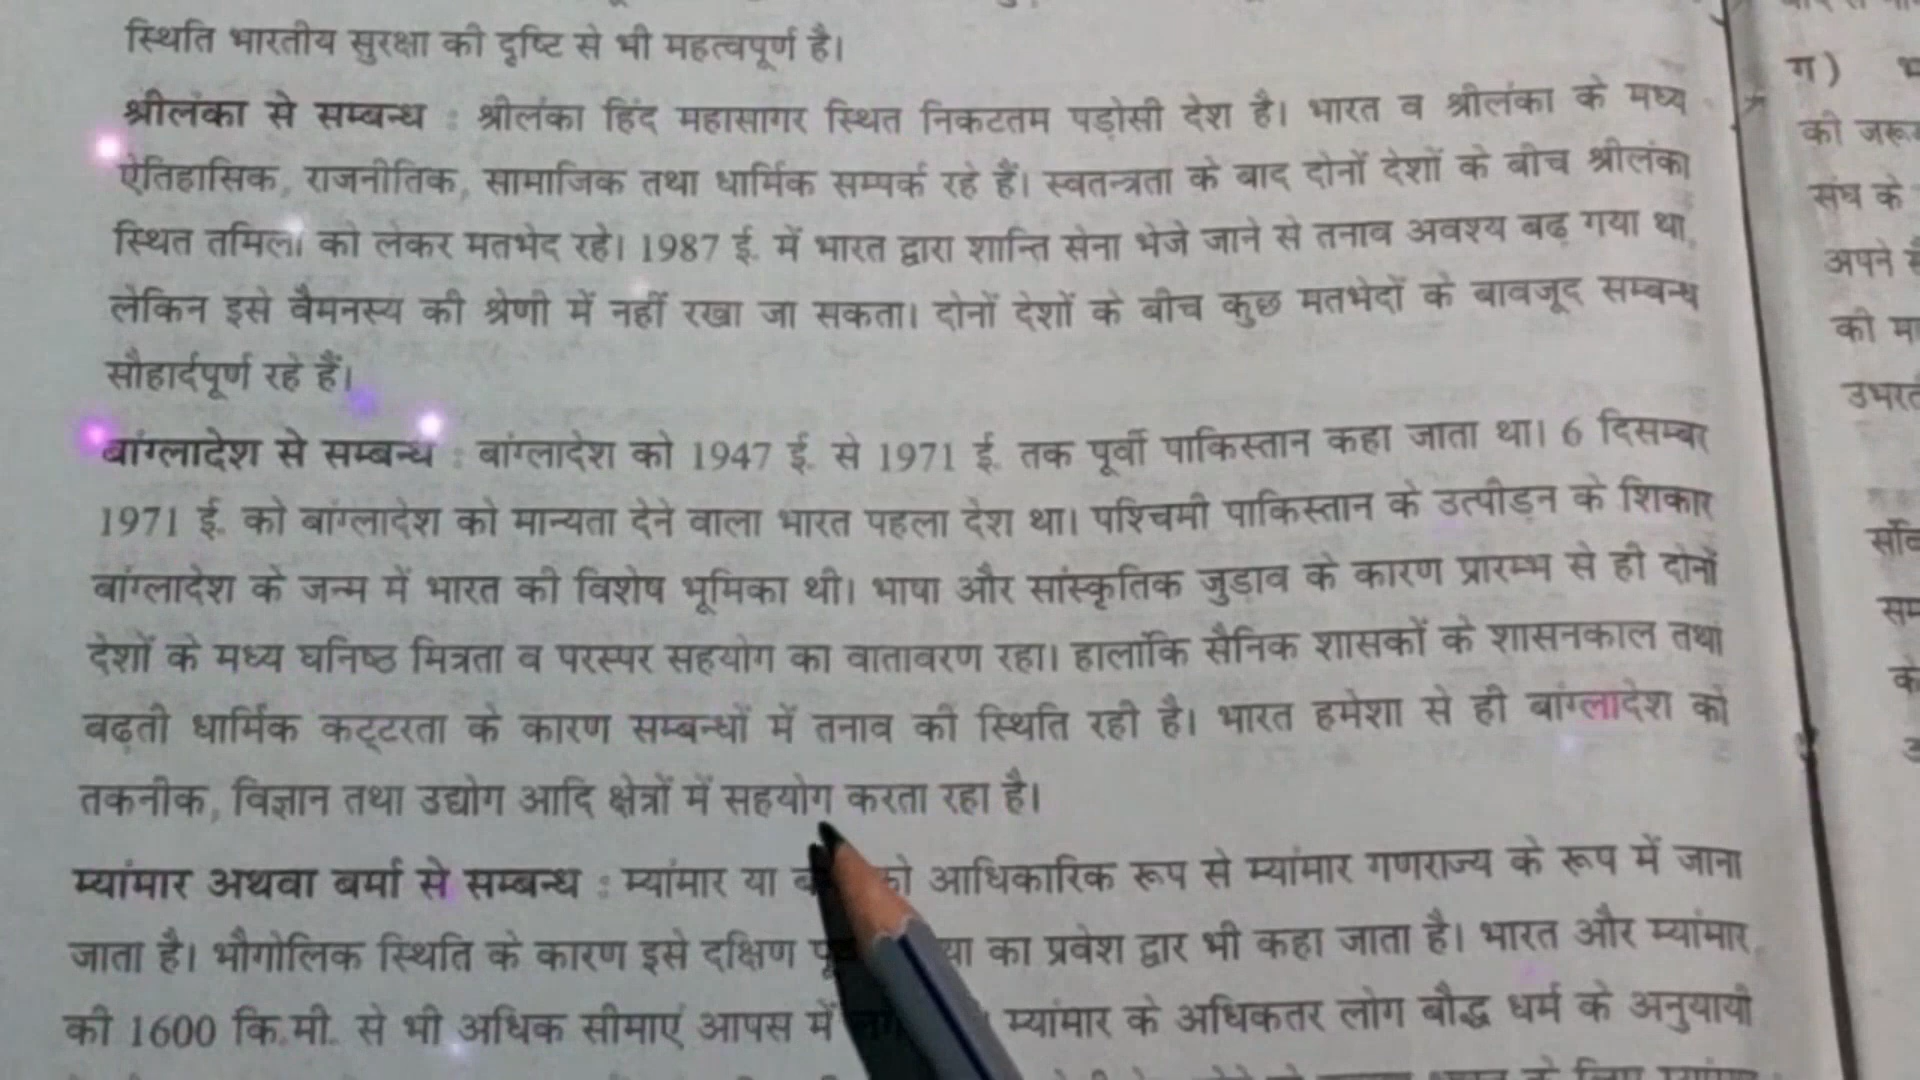 स्थिति भारतीय सुरक्षा की दृष्टि से भी महत्वपूर्ण है।
श्रीलंका से सम्बन्ध : श्रीलंका हिंद महासागर स्थित निकटतम पड़ोसी देश है। भारत व श्रीलंका के मध्य
ऐतिहासिक, राजनीतिक, सामाजिक तथा धार्मिक सम्पर्क रहे हैं। स्वतन्त्रता के बाद दोनों देशों के बीच श्रीलंका
स्थित तमिलों को लेकर मतभेद रहे। 1987 ई. में भारत द्वारा शान्ति सेना भेजे जाने से तनाव अवश्य बढ़ गया था,
लेकिन इसे वैमनस्य की श्रेणी में नहीं रखा जा सकता। दोनों देशों के बीच कुछ मतभेदों के बावजूद सम्बन्ध
सौहार्दपूर्ण रहे हैं।
बांग्लादेश से सम्बन्ध : बांग्लादेश को 1947 ई. से 1971 ई. तक पूर्वी पाकिस्तान कहा जाता था। 6 दिसम्बर
1971 ई. को बांग्लादेश को मान्यता देने वाला भारत पहला देश था। पश्चिमी पाकिस्तान के उत्पीड़न के शिकार
बांग्लादेश के जन्म में भारत की विशेष भूमिका थी। भाषा और सांस्कृतिक जुड़ाव के कारण प्रारम्भ से ही दोनों
देशों के मध्य घनिष्ठ मित्रता व परस्पर सहयोग का वातावरण रहा। हालांकि सैनिक शासकों के शासनकाल तथा
बढ़ती धार्मिक कट्टरता के कारण सम्बन्धों में तनाव की स्थिति रही है। भारत हमेशा से ही बांग्लादेश को
तकनीक, विज्ञान तथा उद्योग आदि क्षेत्रों में सहयोग करता रहा है।
म्यांमार अथवा बर्मा से सम्बन्ध : म्यांमार या को आधिकारिक रूप से म्यांमार गणराज्य के रूप में जाना
जाता है। भौगोलिक स्थिति के कारण इसे दक्षिण का प्रवेश द्वार भी कहा जाता है। भारत और म्यांमार
की 1600 कि.मी. से भी अधिक सीमाएं आपस में म्यांमार के अधिकतर लोग बौद्ध धर्म के अनुयायी
ग)
की
संघ के
अपने
की